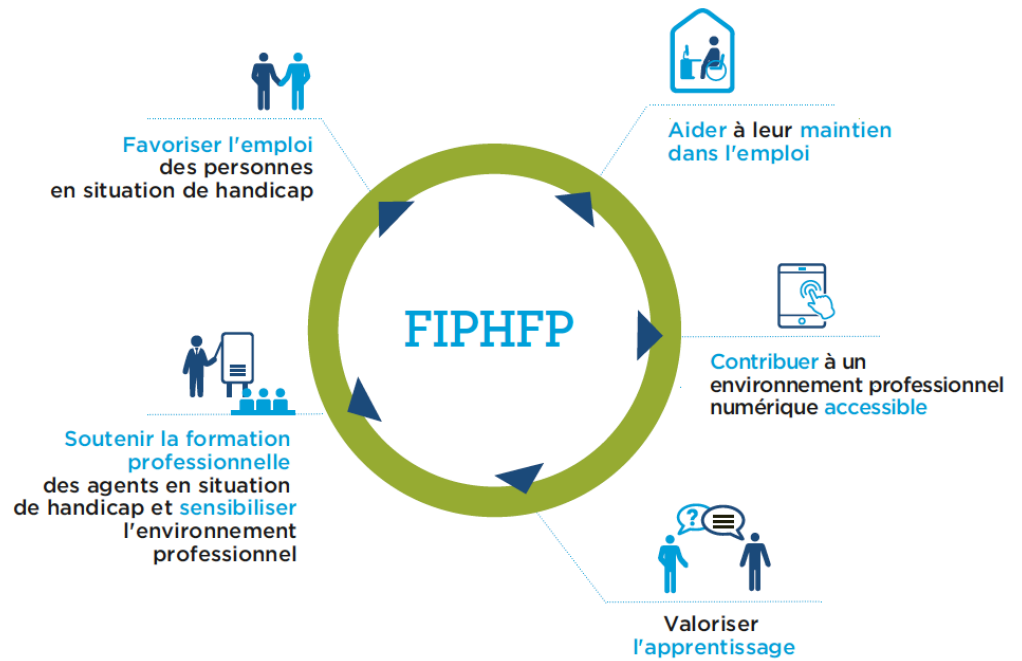 Favoriser l'emploi
des personnes
en situation de handicap
Aider à leur maintien
dans l'emploi
FIPHFP
Contribuer à un
environnement professionnel
numérique accessible
Soutenir la formation
professionnelle
des agents en situation
de handicap et sensibiliser
l'environnement
professionnel
?
Valoriser
l'apprentissage